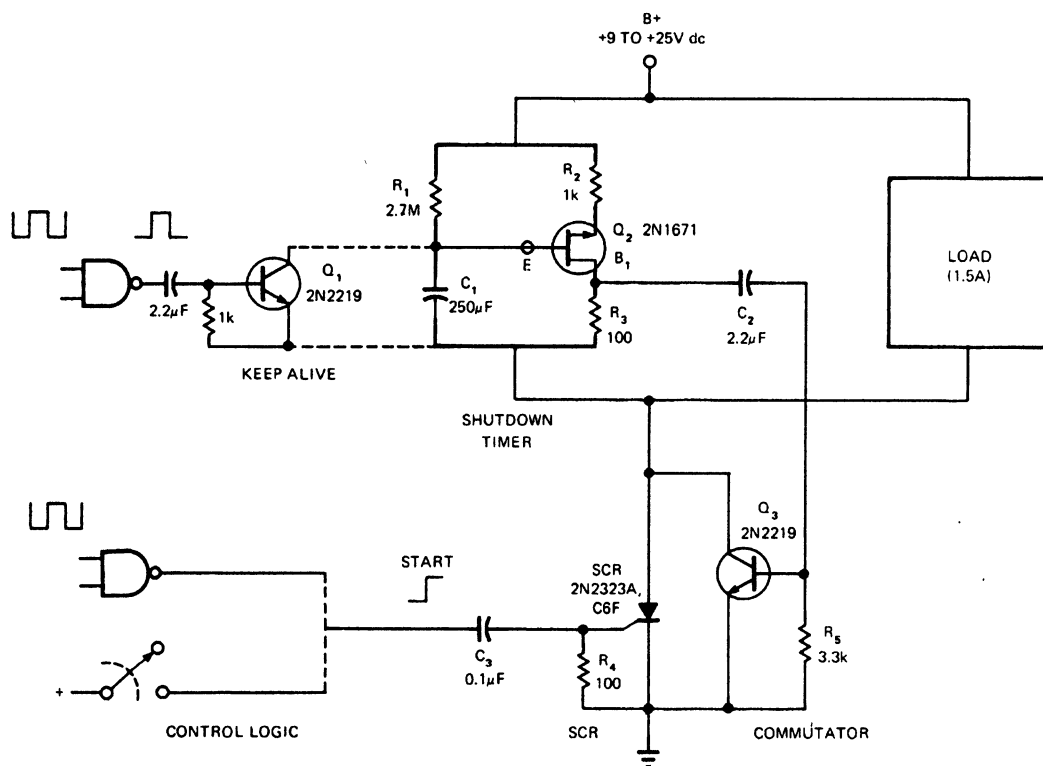 B+
+9 TO +25V dc
R1
2.7M
R2
1k
Q2 2N1671
E
B1
LOAD
(1.5A)
Q1
2N2219
2.2μF
1k
C1
250μF
R3
100
C2
2.2μF
KEEP ALIVE
SHUTDOWN
TIMER
Q3
2N2219
START
SCR
2N2323A,
C6F
C3
0.1μF
R4
100
R5
3.3k
+
CONTROL LOGIC
SCR
COMMUTATOR